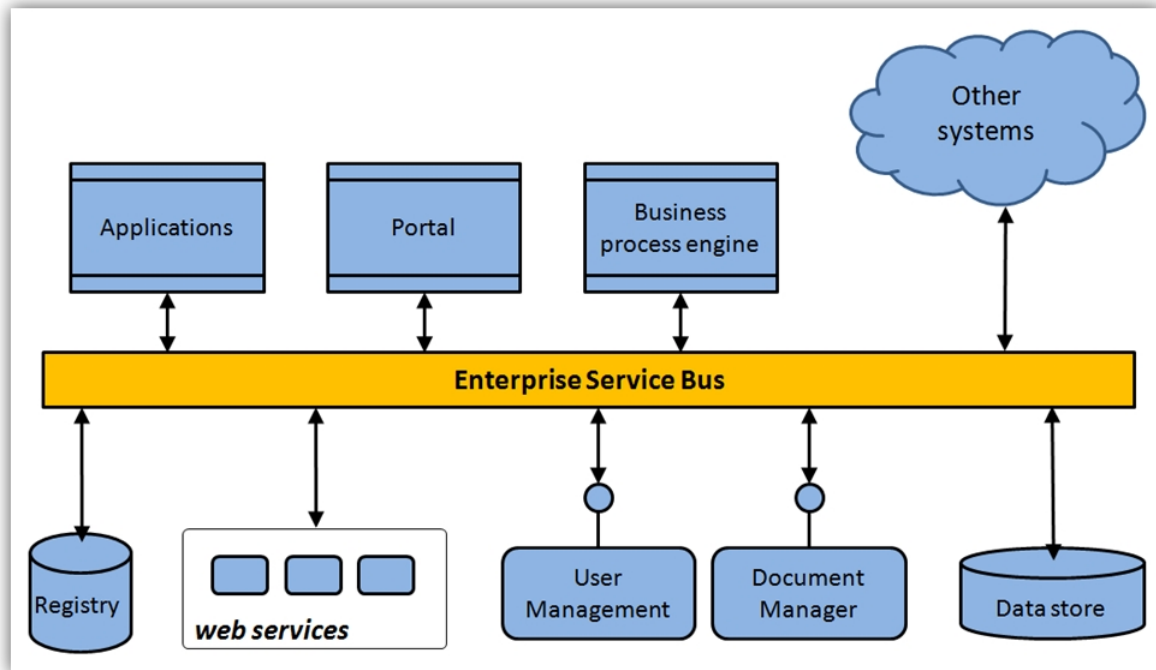 Other
systems
Applications
Portal
Business
process engine
Enterprise Service Bus
Registry
web services
User
Management
Document
Manager
Data store